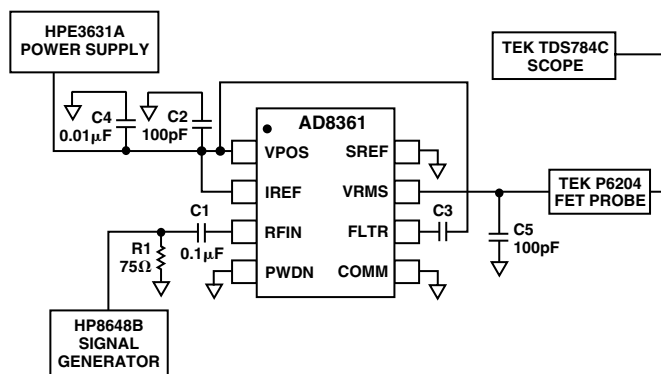 HPE3631A
POWER SUPPLY
TEK TDS784C
SCOPE
C4
0.01μF
C2
100pF
AD8361
VPOS
SREF
IREF
VRMS
TEK P6204
FET PROBE
C1
0.1μF
RFIN
FLTR
C3
C5
100pF
R1
75Ω
PWDN
COMM
HP8648B
SIGNAL
GENERATOR